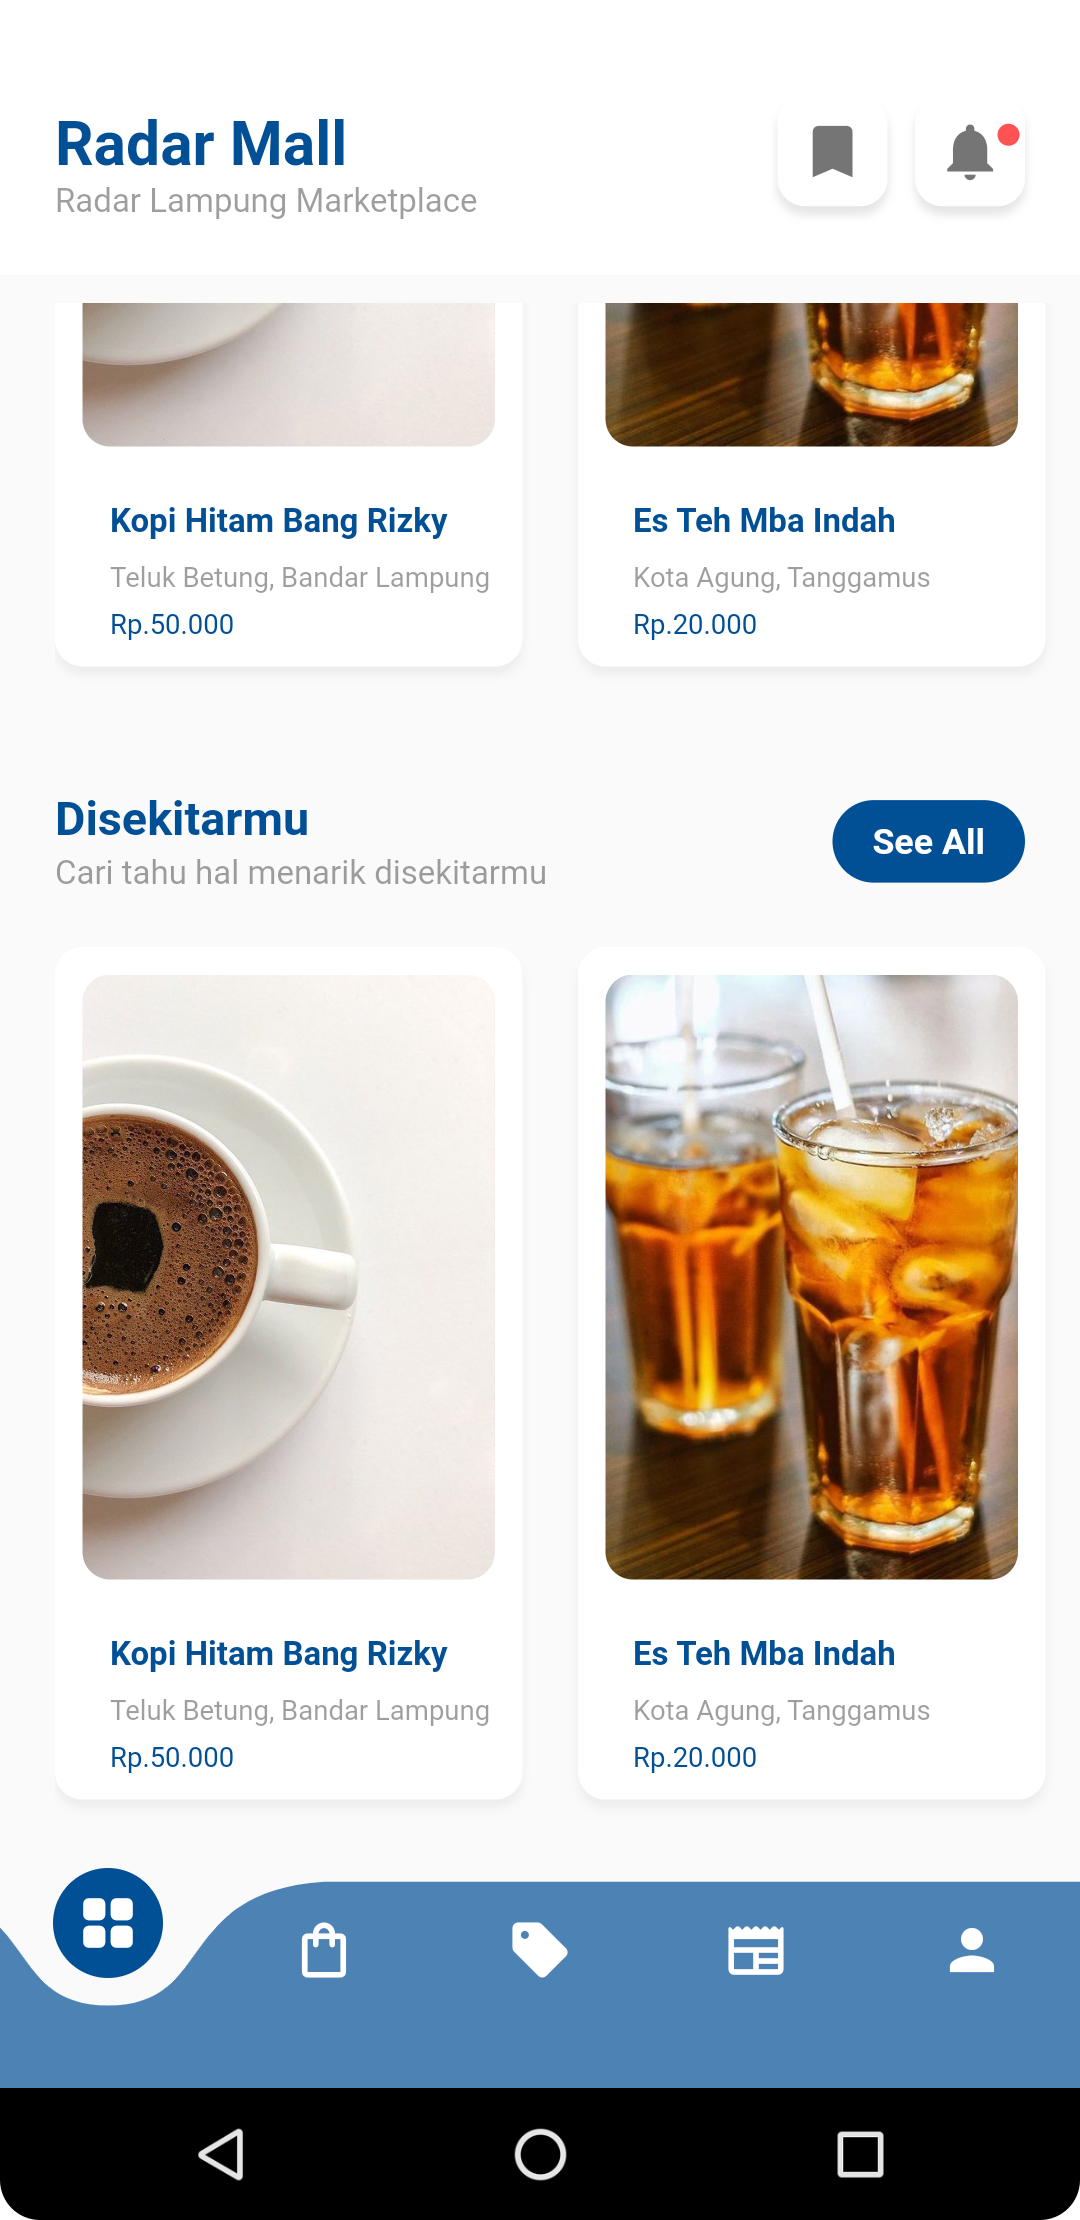 Radar Mall
Radar Lampung Marketplace
Kopi Hitam Bang Rizky
Teluk Betung, Bandar Lampung
Rp.50.000
Es Teh Mba Indah
Kota Agung, Tanggamus
Rp.20.000
Disekitarmu
Cari tahu hal menarik disekitarmu
See All
Kopi Hitam Bang Rizky
Teluk Betung, Bandar Lampung
Rp.50.000
Es Teh Mba Indah
Kota Agung, Tanggamus
Rp.20.000